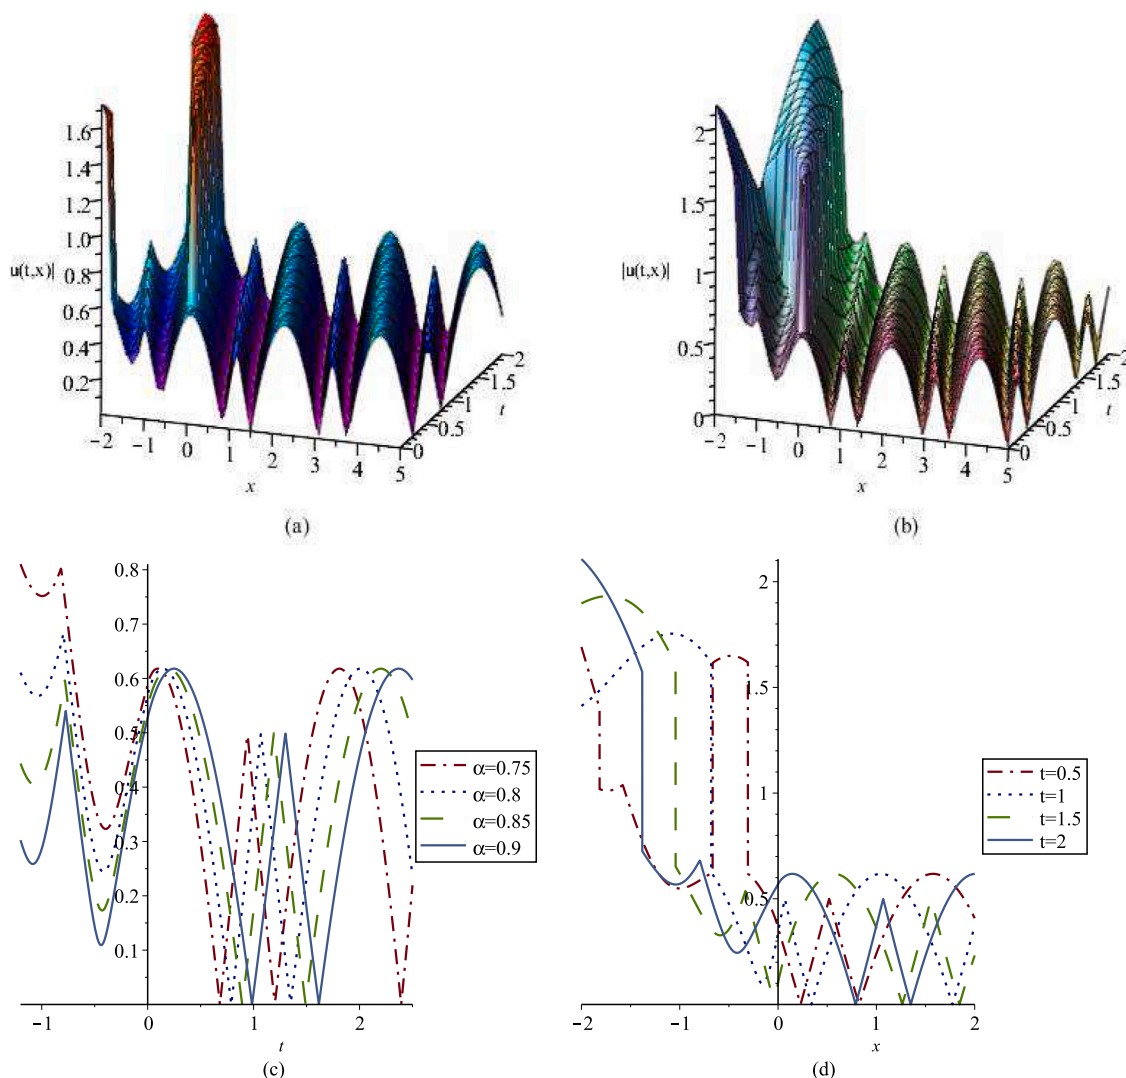 1.6
1.4
1.2
1.0
|u(t,x)|
0.8
0.6
0.4
0.2
−2 −1 0 1 2 3 4 5
x
0 0.5 1 1.5 2
t
(a)
2
1.5
|u(t,x)|
1
0.5
0
−2 −1 0 1 2 3 4 5
x
0 0.5 1 1.5 2
t
(b)
0.8
0.7
0.6
0.5
0.4
0.3
0.2
0.1
−1 0 1 2
t
α=0.75
α=0.8
α=0.85
α=0.9
(c)
2
1.5
1
0.5
−2 −1 0 1 2
x
t=0.5
t=1
t=1.5
t=2
(d)